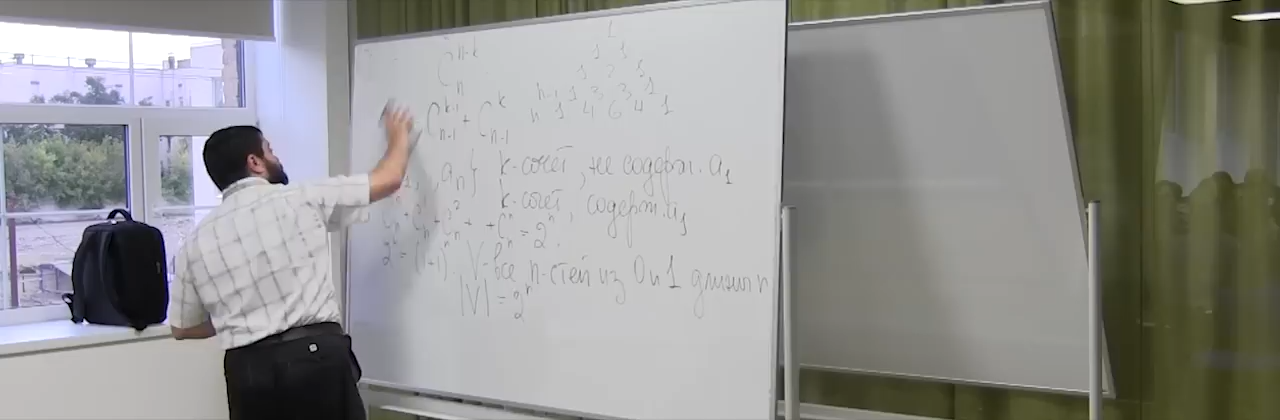 C_n^{n-k}
C_{n-1}^{k-1} + C_{n-1}^k
1
1 1
1 2 1
n-1 1 3 3 1
n 1 4 6 4 1
, a_n} k-сочет, не содерж. a_1
k-сочет, содерж. a_1
C_n^0 + C_n^1 + C_n^2 + + C_n^n = 2^n.
2^n = (1+1)^n, V - все п-стей из 0 и 1 длины n
|V| = 2^n